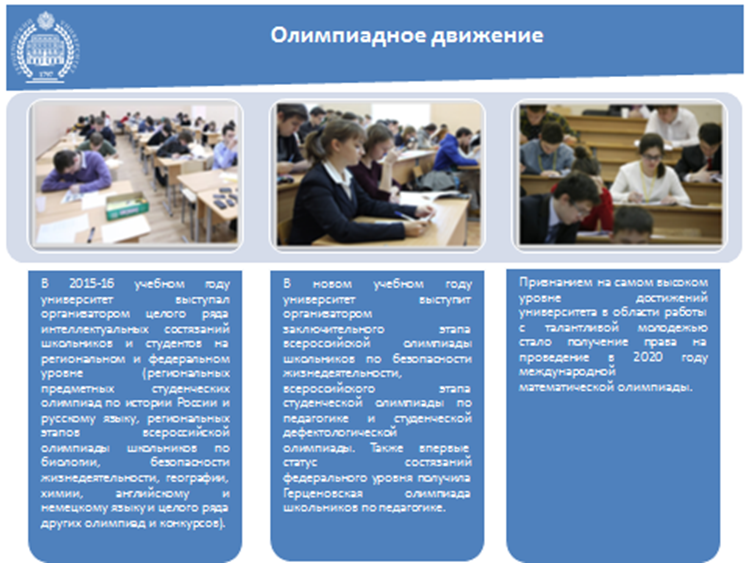 Олимпиадное движение
1797
В 2015-16 учебном году
университет выступал
организатором целого ряда
интеллектуальных состязаний
школьников и студентов на
региональном и федеральном
уровне (региональных
предметных студенческих
олимпиад по истории России и
русскому языку, региональных
этапов всероссийской
олимпиады школьников по
биологии, безопасности
жизнедеятельности, географии,
химии, английскому и
немецкому языку и целого ряда
других олимпиад и конкурсов).
В новом учебном году
университет выступит
организатором
заключительного этапа
всероссийской олимпиады
школьников по безопасности
жизнедеятельности,
всероссийского этапа
студенческой олимпиады по
педагогике и студенческой
дефектологической
олимпиады. Также впервые
статус состязаний
федерального уровня получила
Герценовская олимпиада
школьников по педагогике.
Признанием на самом высоком
уровне достижений
университета в области работы
с талантливой молодежью
стало получение права на
проведение в 2020 году
международной
математической олимпиады.